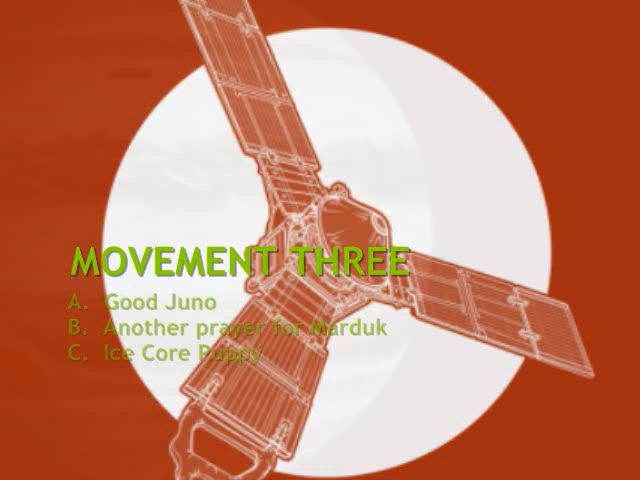 MOVEMENT THREE
A. Good Juno
B. Another prayer for Marduk
C. Ice Core Puppy